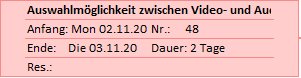 Auswahlmöglichkeit zwischen Video- und
Anfang: Mon 02.11.20 Nr.: 48
Ende: Die 03.11.20 Dauer: 2 Tage
Res.: